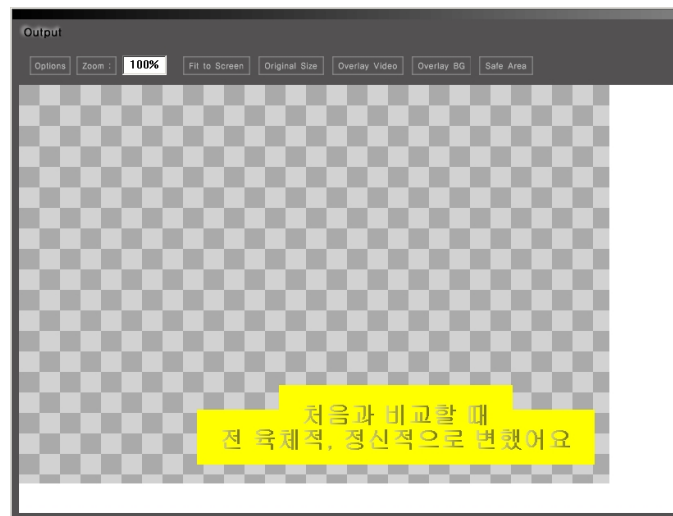 Output
Options Zoom : 100% Fit to Screen Original Size Overlay Video Overlay BG Safe Area
처음과 비교할 때
전 육체적, 정신적으로 변했어요